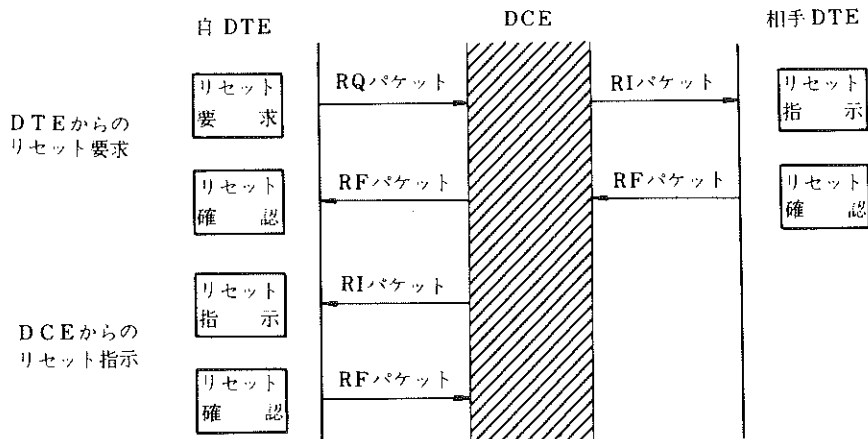 自 DTE
DCE
相手 DTE
リセット
要 求
RQパケット
RIパケット
リセット
指 示
DTEからの
リセット要求
リセット
確 認
RFパケット
RFパケット
リセット
確 認
リセット
指 示
RIパケット
DCEからの
リセット指示
リセット
確 認
RFパケット